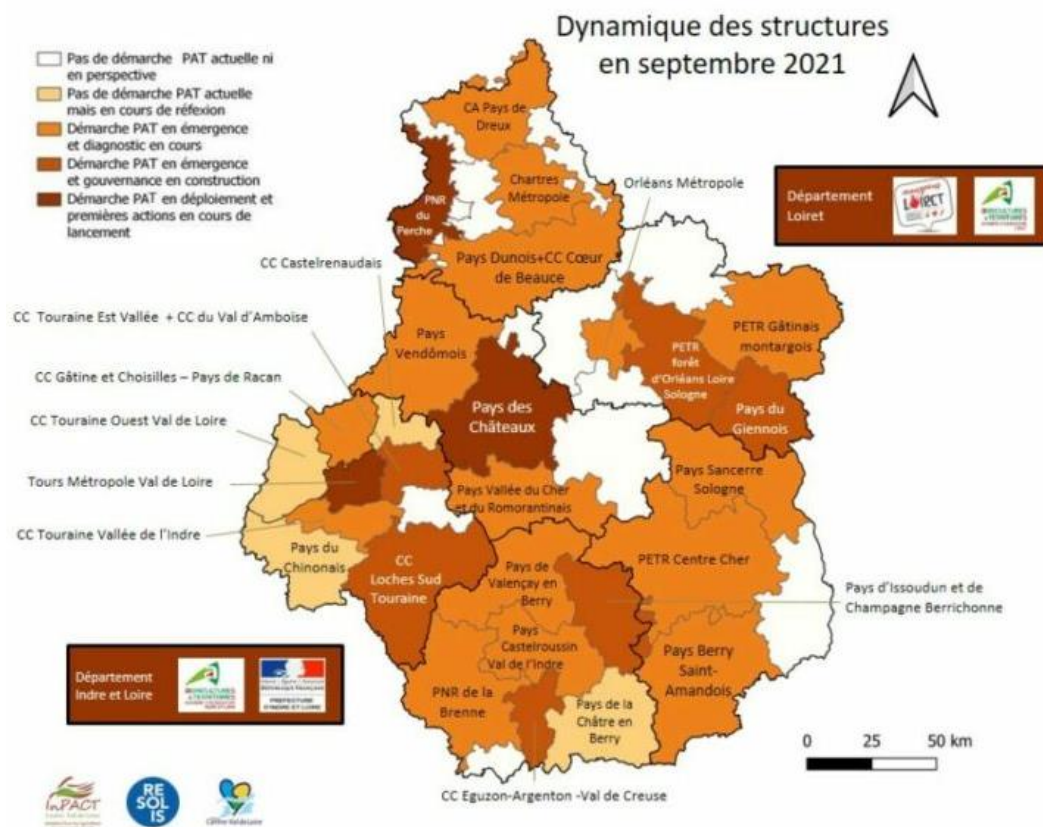 Dynamique des structures
en septembre 2021
Pas de démarche PAT actuelle ni
en perspective
Pas de démarche PAT actuelle
mais en cours de réfexion
Démarche PAT en émergence
et diagnostic en cours
Démarche PAT en émergence
et gouvernance en construction
Démarche PAT en déploiement et
premières actions en cours de
lancement
CA Pays de
Dreux
Chartres
Métropole
Orléans Métropole
Département
Loiret
LOIRET
PNR
du
Perche
Pays Dunois+CC Cœur
de Beauce
CC Castelrenaudais
CC Touraine Est Vallée + CC du Val d'Amboise
Pays
Vendômois
PETR Gâtinais
montargois
PETR
forêt
d'Orléans Loire
Sologne
CC Gâtine et Choisilles – Pays de Racan
Pays des
Châteaux
Pays du
Giennois
CC Touraine Ouest Val de Loire
Tours Métropole Val de Loire
Pays Sancerre
Sologne
Pays Vallée du Cher
et du Romorantinais
CC Touraine Vallée de l'Indre
Pays du
Chinonais
CC
Loches Sud
Touraine
Pays de
Valençay en
Berry
PETR Centre Cher
Pays d'Issoudun et de
Champagne Berrichonne
Pays
Castelroussin
Val de l'Indre
Pays Berry
Saint-
Amandois
Département
Indre et Loire
PREFECTURE
D'INDRE ET LOIRE
PNR de la
Brenne
Pays de la
Châtre en
Berry
0 25 50 km
CC Eguzon-Argenton -Val de Creuse
InPACT
RE
SOL
IS